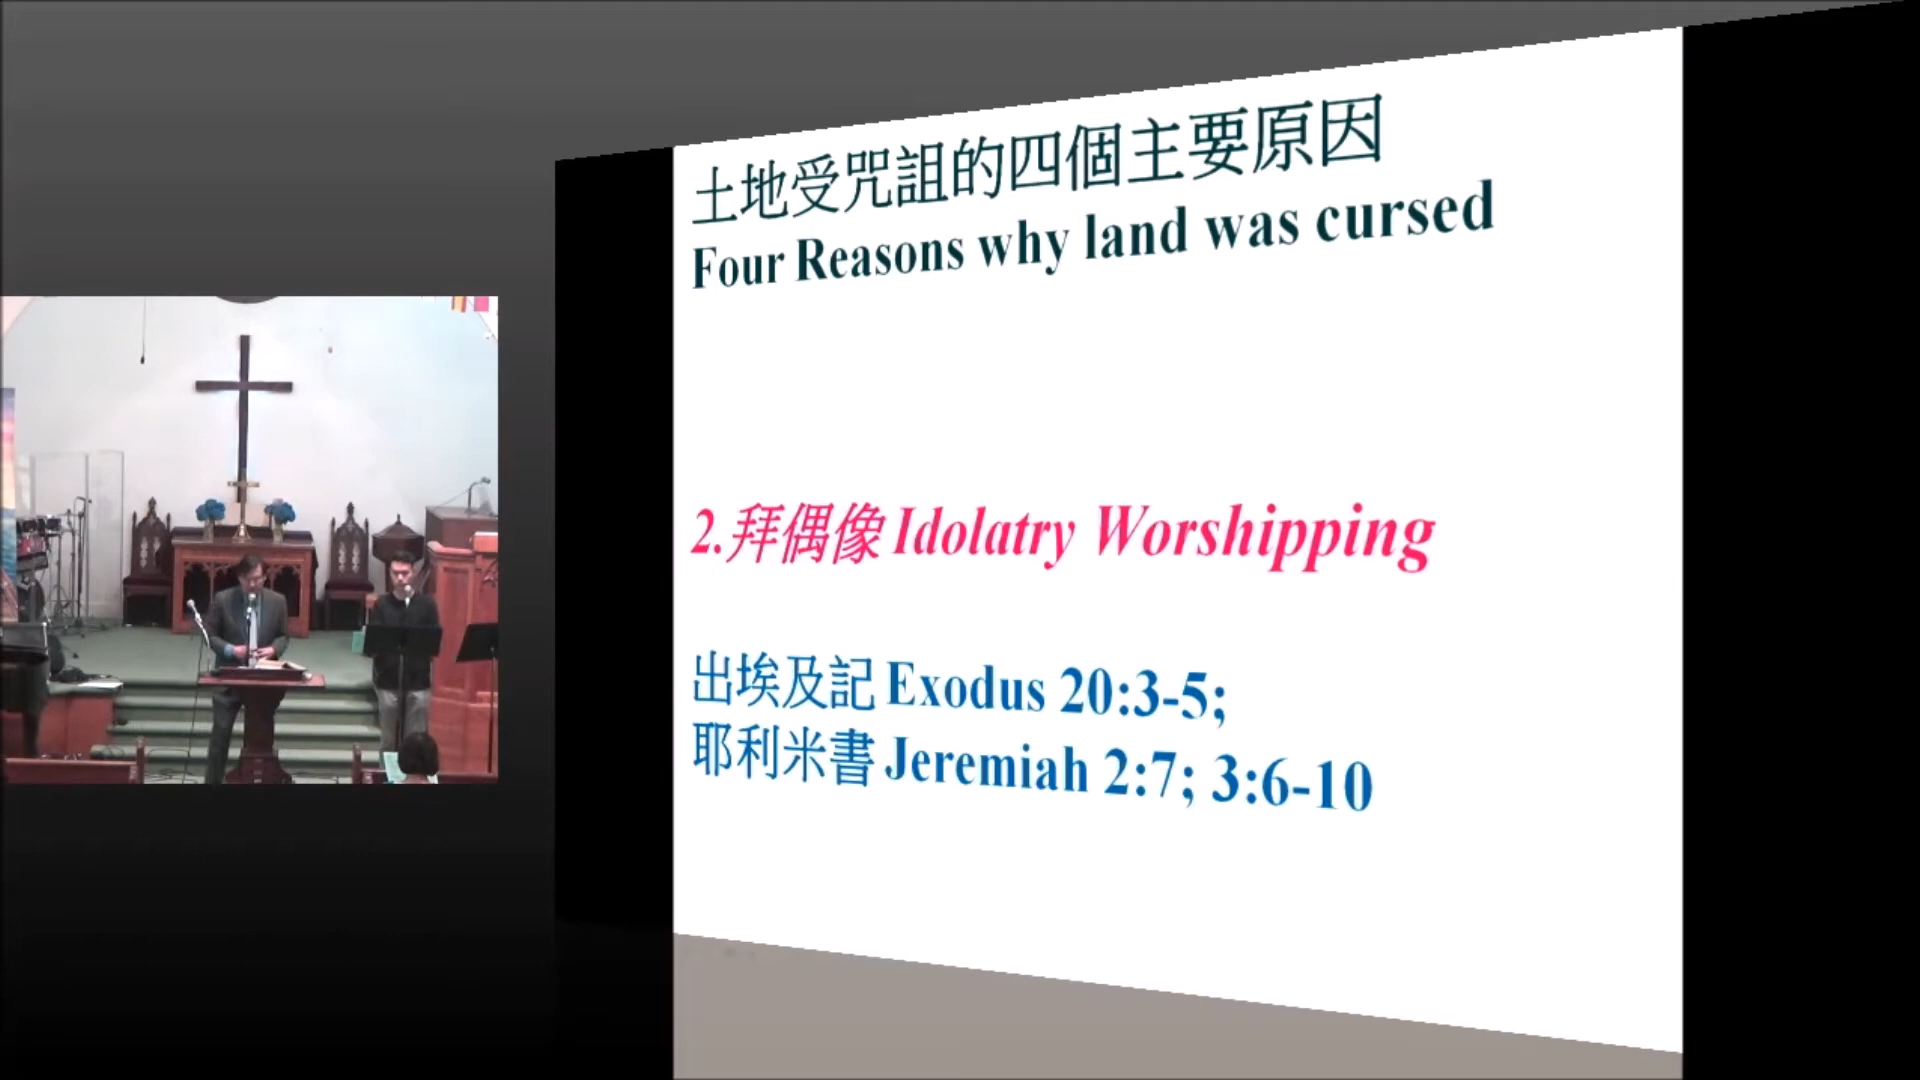 土地受咒詛的四個主要原因
Four Reasons why land was cursed
2.拜偶像 Idolatry Worshipping
出埃及記 Exodus 20:3-5;
耶利米書 Jeremiah 2:7; 3:6-10